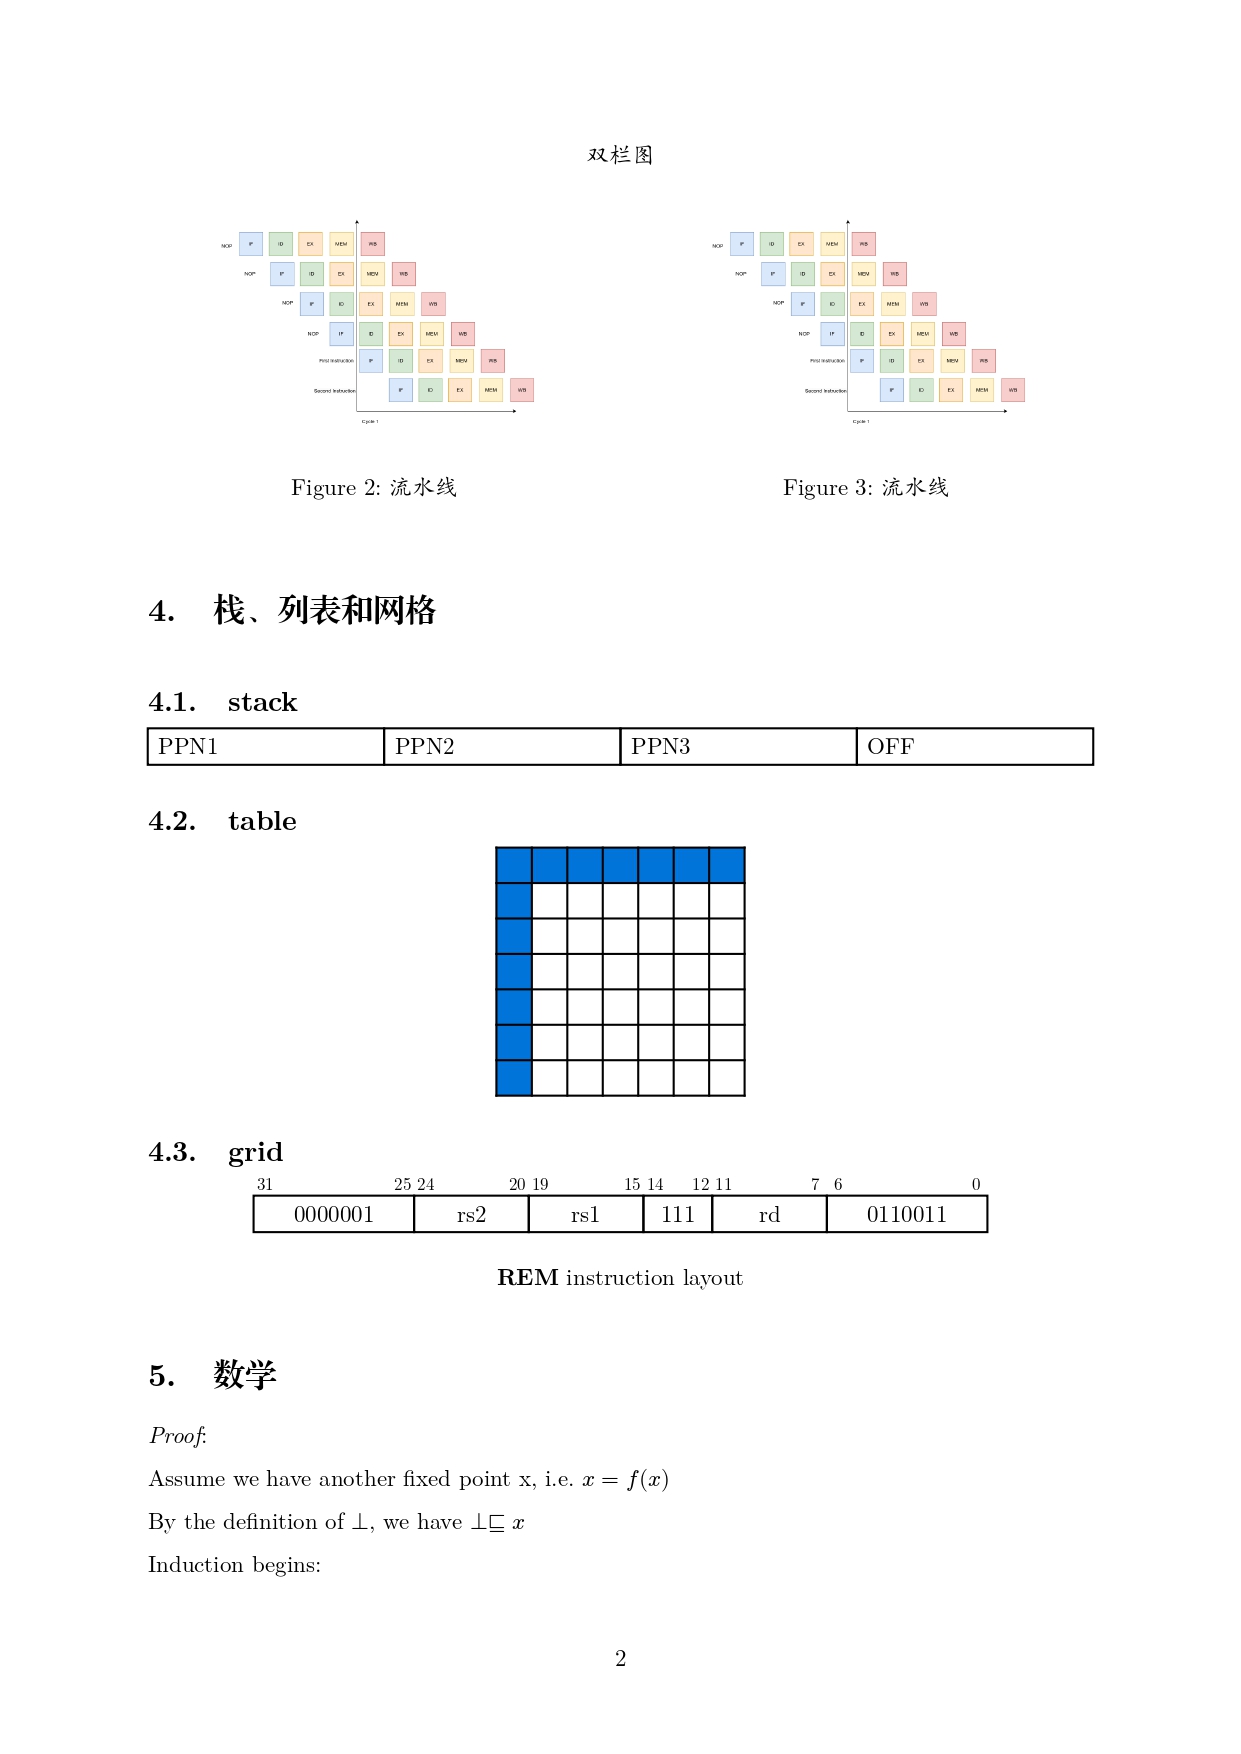 双栏图
NOP IF ID EX MEM WB
NOP IF ID EX MEM WB
NOP IF ID EX MEM WB
NOP IF ID EX MEM WB
First Instruction IF ID EX MEM WB
Second Instruction IF ID EX MEM WB
Cycle 1
Figure 2: 流水线
NOP IF ID EX MEM WB
NOP IF ID EX MEM WB
NOP IF ID EX MEM WB
NOP IF ID EX MEM WB
First Instruction IF ID EX MEM WB
Second Instruction IF ID EX MEM WB
Cycle 1
Figure 3: 流水线
4. 栈、列表和网格
4.1. stack
PPN1 PPN2 PPN3 OFF
4.2. table
4.3. grid
31 25 24 20 19 15 14 12 11 7 6 0
0000001 rs2 rs1 111 rd 0110011
REM instruction layout
5. 数学
Proof:
Assume we have another fixed point x, i.e. x = f(x)
By the definition of ⊥, we have ⊥⊑ x
Induction begins:
2